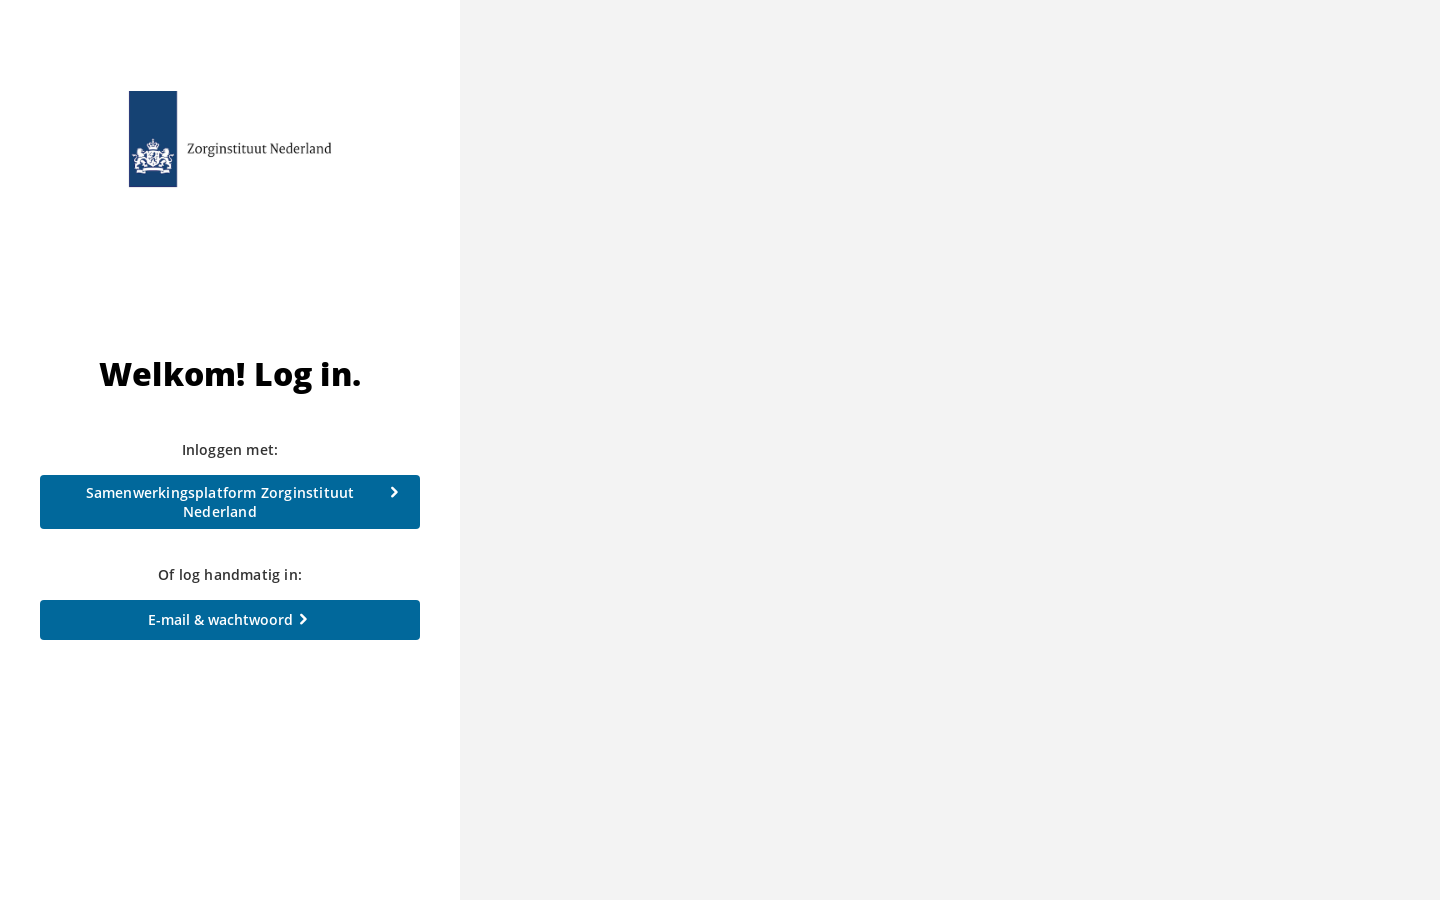 Zorginstituut Nederland
Welkom! Log in.
Inloggen met:
Samenwerkingsplatform Zorginstituut
Nederland
Of log handmatig in:
E-mail & wachtwoord